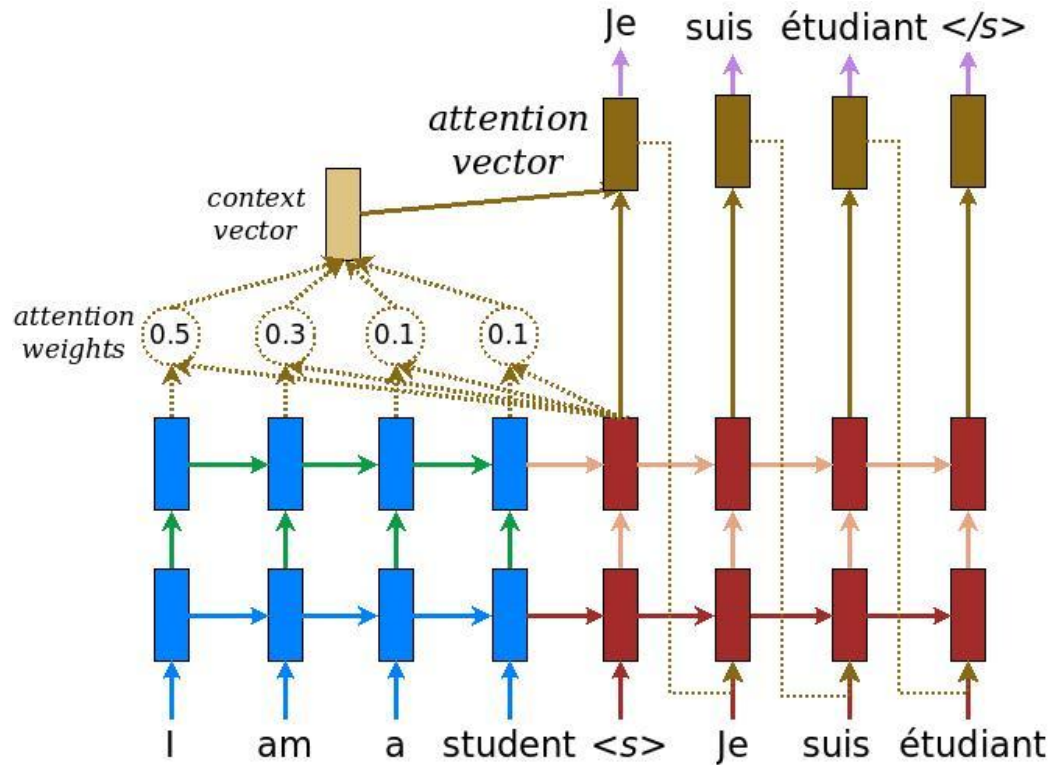 Je suis étudiant </s>
attention
vector
context
vector
attention
weights
0.5 0.3 0.1 0.1
I am a student <s> Je suis étudiant